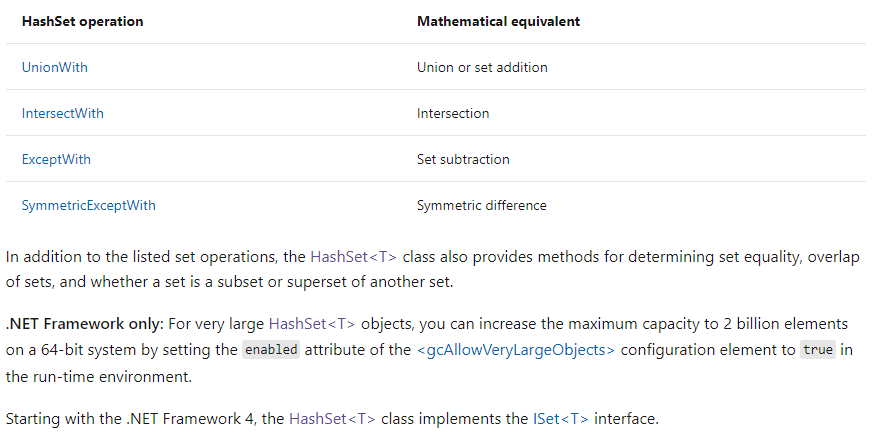 HashSet operation Mathematical equivalent
UnionWith Union or set addition
IntersectWith Intersection
ExceptWith Set subtraction
SymmetricExceptWith Symmetric difference
In addition to the listed set operations, the HashSet<T> class also provides methods for determining set equality, overlap
of sets, and whether a set is a subset or superset of another set.
.NET Framework only: For very large HashSet<T> objects, you can increase the maximum capacity to 2 billion elements
on a 64-bit system by setting the enabled attribute of the <gcAllowVeryLargeObjects> configuration element to true in
the run-time environment.
Starting with the .NET Framework 4, the HashSet<T> class implements the ISet<T> interface.